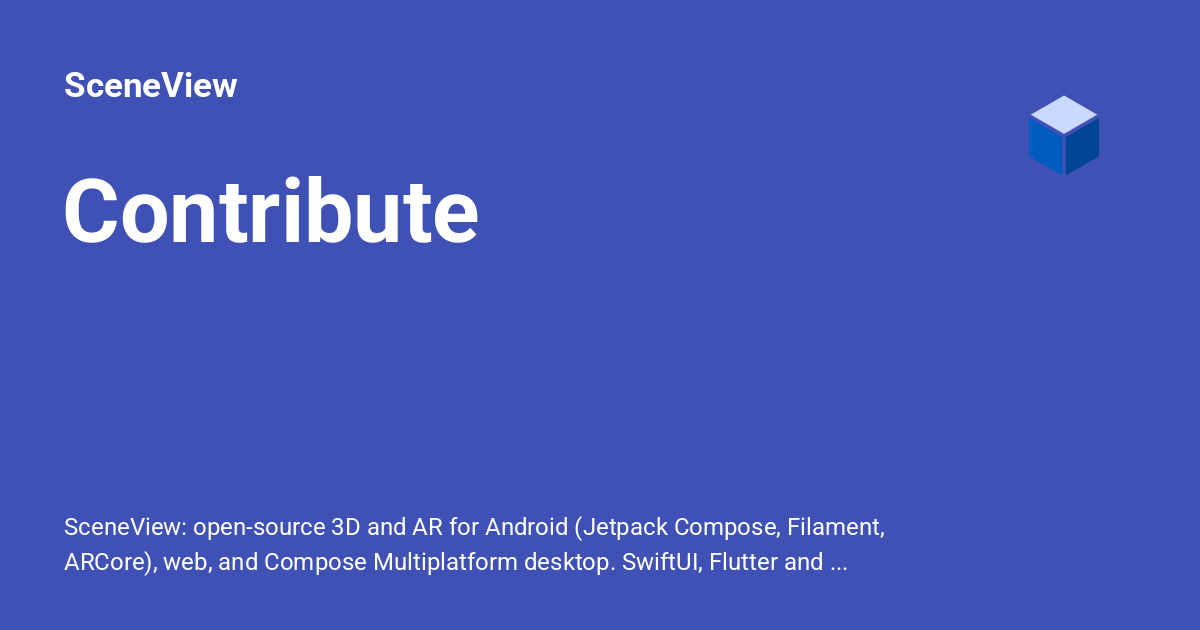 SceneView
Contribute
SceneView: open-source 3D and AR for Android (Jetpack Compose, Filament,
ARCore), web, and Compose Multiplatform desktop. SwiftUI, Flutter and ...